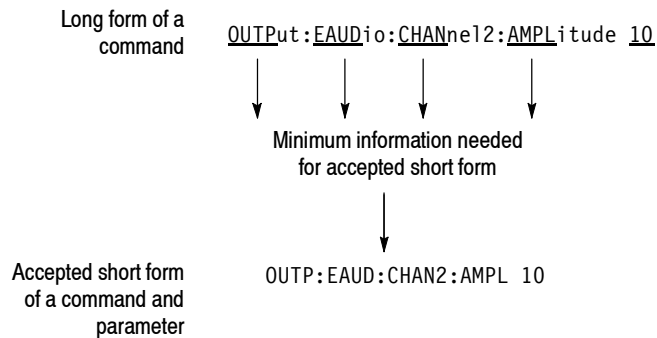 Long form of a
command
OUTPut:EAUDio:CHANnel2:AMPLitude 10
Minimum information needed
for accepted short form
Accepted short form
of a command and
parameter
OUTP:EAUD:CHAN2:AMPL 10